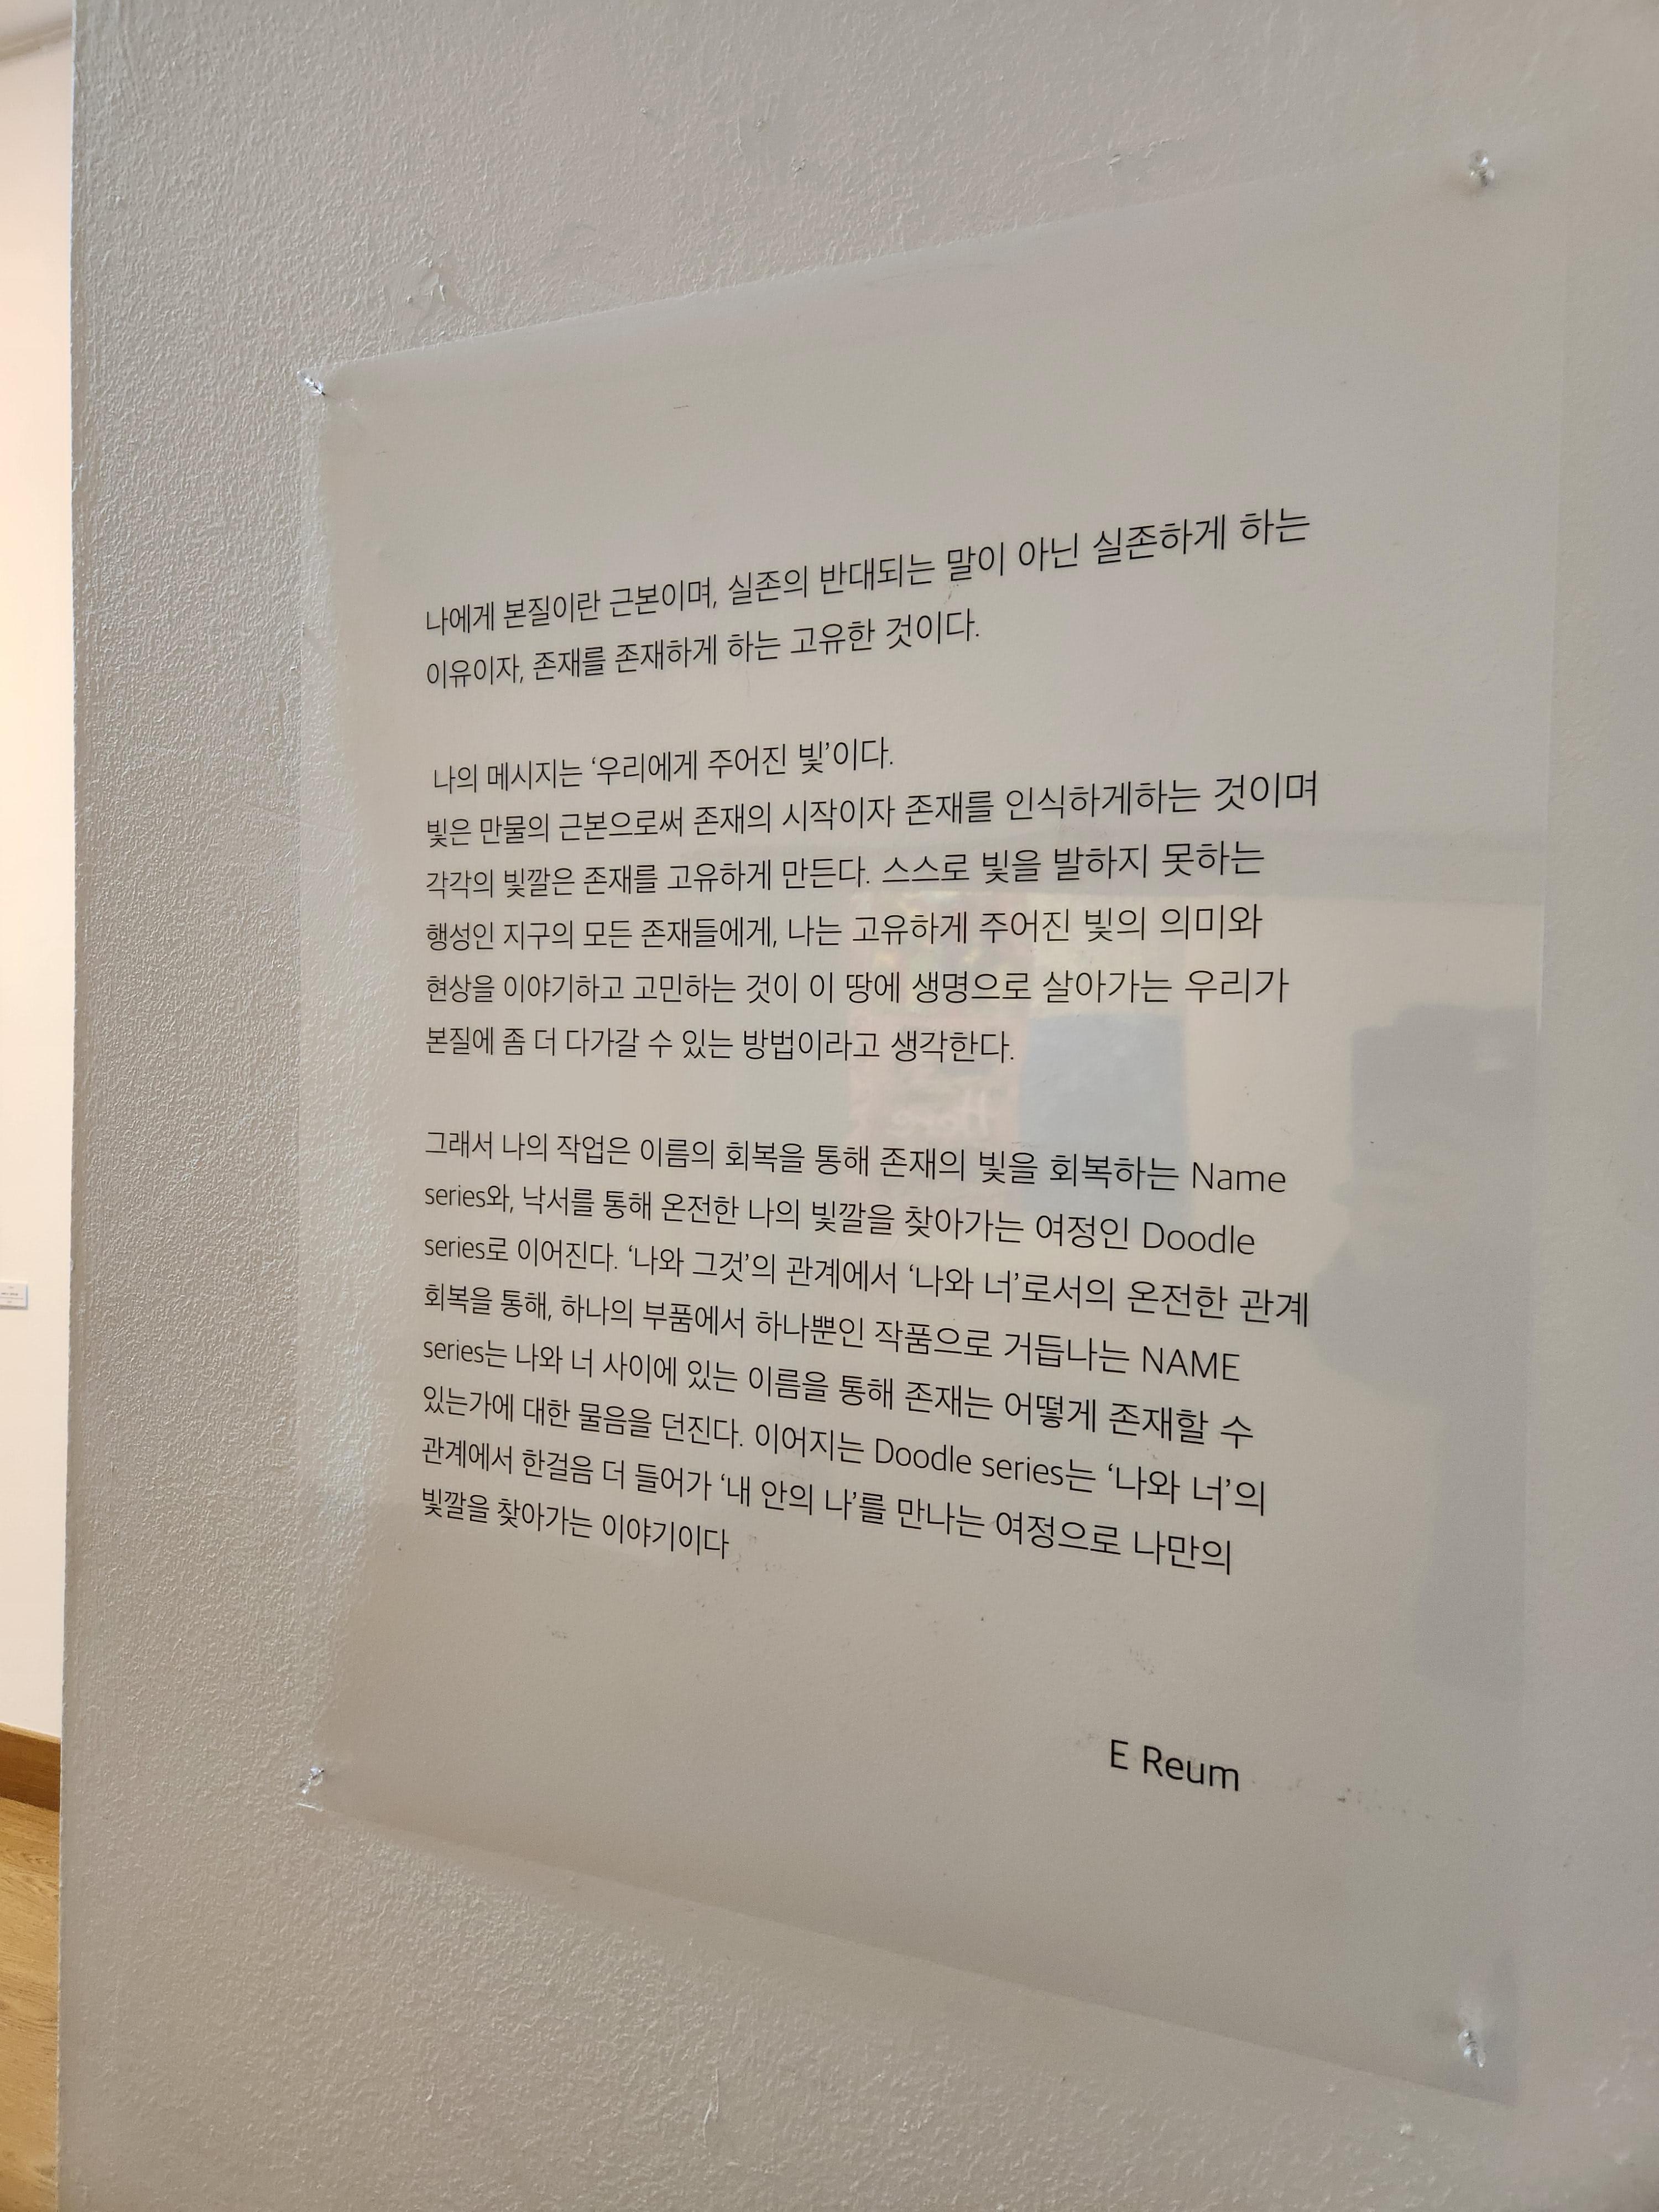 나에게 본질이란 근본이며, 실존의 반대되는 말이 아닌 실존하게 하는
이유이자, 존재를 존재하게 하는 고유한 것이다.
나의 메시지는 ‘우리에게 주어진 빛’이다.
빛은 만물의 근본으로써 존재의 시작이자 존재를 인식하게하는 것이며
각각의 빛깔은 존재를 고유하게 만든다. 스스로 빛을 발하지 못하는
행성인 지구의 모든 존재들에게, 나는 고유하게 주어진 빛의 의미와
현상을 이야기하고 고민하는 것이 이 땅에 생명으로 살아가는 우리가
본질에 좀 더 다가갈 수 있는 방법이라고 생각한다.
그래서 나의 작업은 이름의 회복을 통해 존재의 빛을 회복하는 Name
series와, 낙서를 통해 온전한 나의 빛깔을 찾아가는 여정인 Doodle
series로 이어진다. ‘나와 그것’의 관계에서 ‘나와 너’로서의 온전한 관계
회복을 통해, 하나의 부품에서 하나뿐인 작품으로 거듭나는 NAME
series는 나와 너 사이에 있는 이름을 통해 존재는 어떻게 존재할 수
있는가에 대한 물음을 던진다. 이어지는 Doodle series는 ‘나와 너’의
관계에서 한걸음 더 들어가 ‘내 안의 나’를 만나는 여정으로 나만의
빛깔을 찾아가는 이야기이다
E Reum